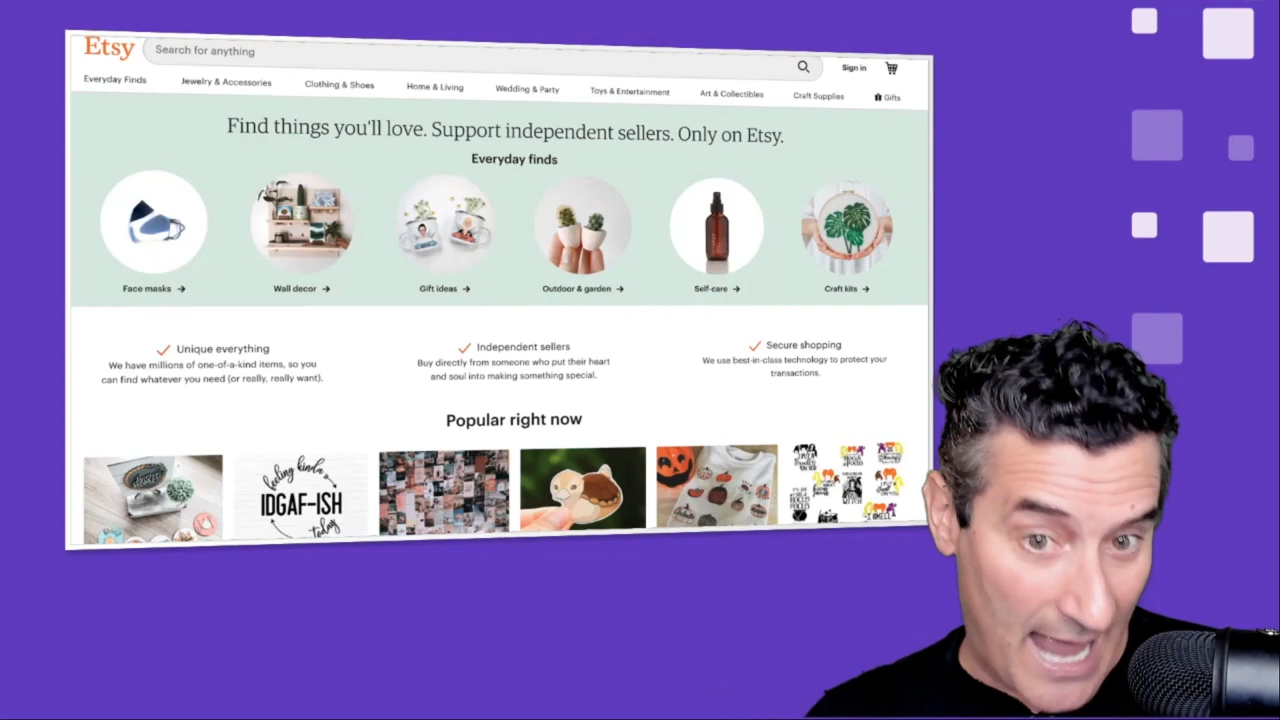 Etsy
Search for anything
Sign in
Everyday Finds
Jewelry & Accessories
Clothing & Shoes
Home & Living
Wedding & Party
Toys & Entertainment
Art & Collectibles
Craft Supplies
Gifts
Find things you'll love. Support independent sellers. Only on Etsy.
Everyday finds
Face masks →
Wall decor →
Gift ideas →
Outdoor & garden →
Self-care →
Craft kits →
Unique everything
We have millions of one-of-a-kind items, so you
can find whatever you need (or really, really want).
Independent sellers
Buy directly from someone who put their heart
and soul into making something special.
Secure shopping
We use best-in-class technology to protect your
transactions.
Popular right now
feeling kinda
IDGAF-ISH
today